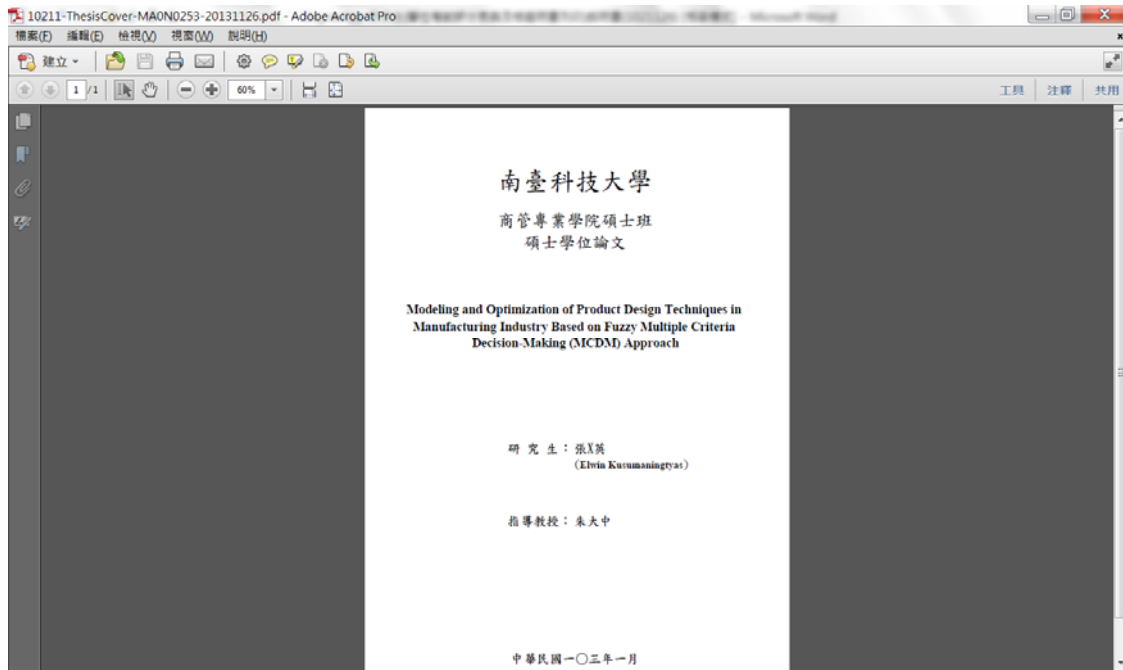 10211-ThesisCover-MA0N0253-20131126.pdf - Adobe Acrobat Pro
檔案(F) 編輯(E) 檢視(V) 視窗(W) 說明(H)
建立
1 / 1 60% 工具 注釋 共用
南臺科技大學
商管專業學院碩士班
碩士學位論文
Modeling and Optimization of Product Design Techniques in
Manufacturing Industry Based on Fuzzy Multiple Criteria
Decision-Making (MCDM) Approach
研 究 生：張X英
（Elwin Kusumaningtyas）
指導教授：朱大中
中華民國一〇三年一月